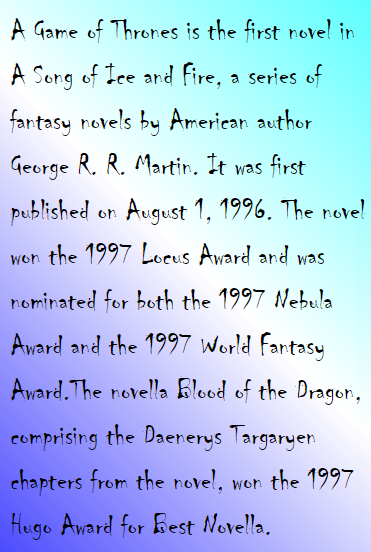 A Game of Thrones is the first novel in
A Song of Ice and Fire, a series of
fantasy novels by American author
George R. R. Martin. It was first
published on August 1, 1996. The novel
won the 1997 Locus Award and was
nominated for both the 1997 Nebula
Award and the 1997 World Fantasy
Award.The novella Blood of the Dragon,
comprising the Daenerys Targaryen
chapters from the novel, won the 1997
Hugo Award for Best Novella.